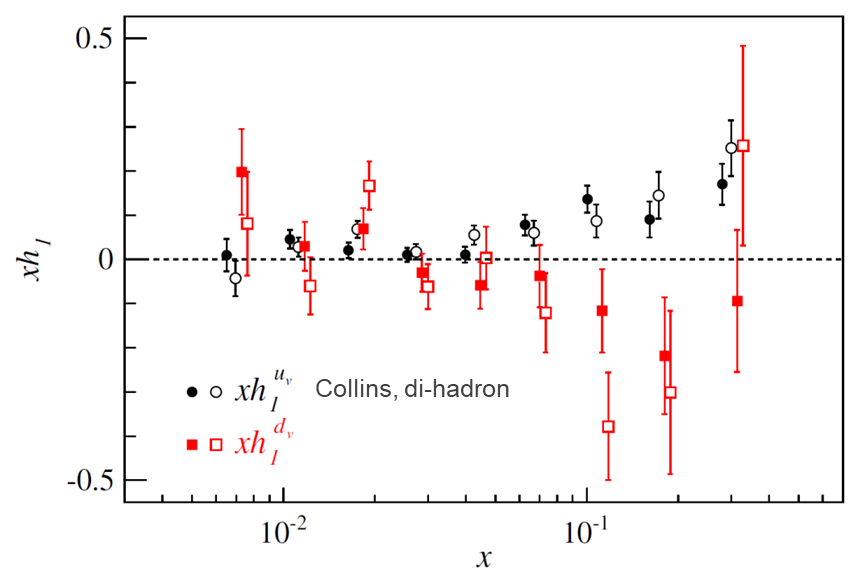 0.5
0
-0.5
xh₁
xh₁ᵘᵛ Collins, di-hadron
xh₁ᵈᵛ
10⁻² 10⁻¹
x